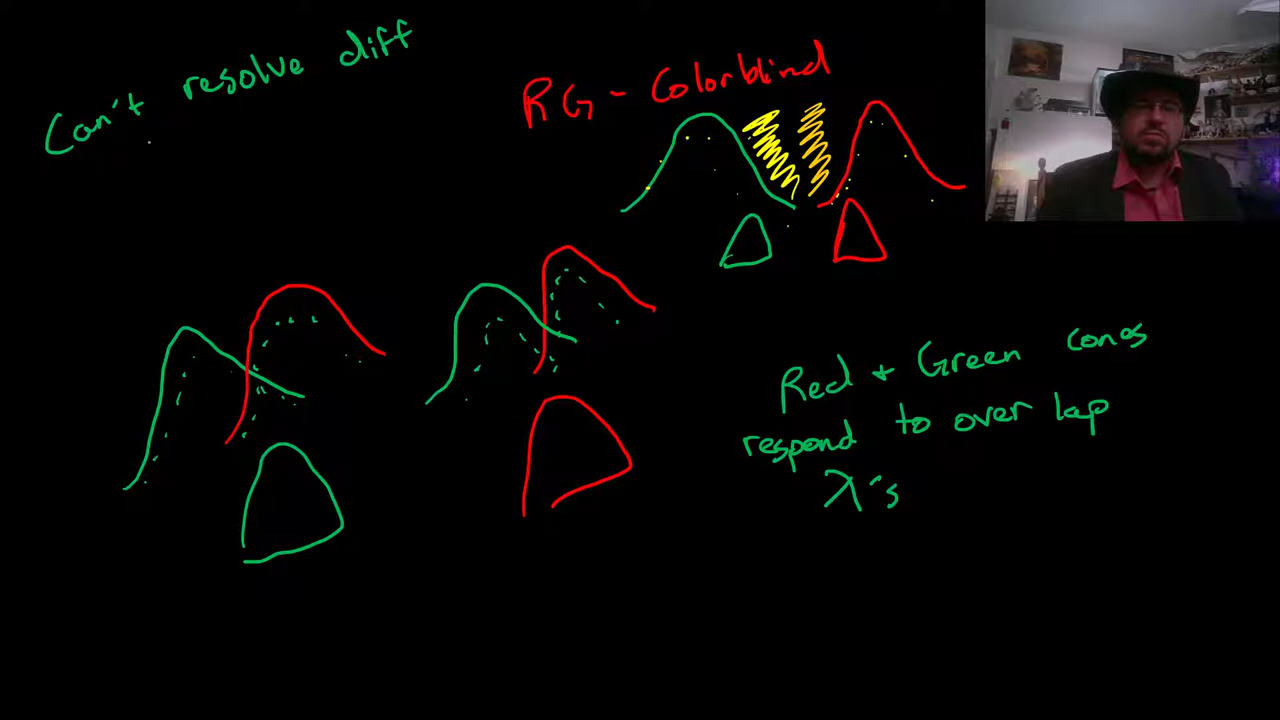 Can't resolve diff
RG - Colorblind
Red + Green cones
respond to over lap
λ's